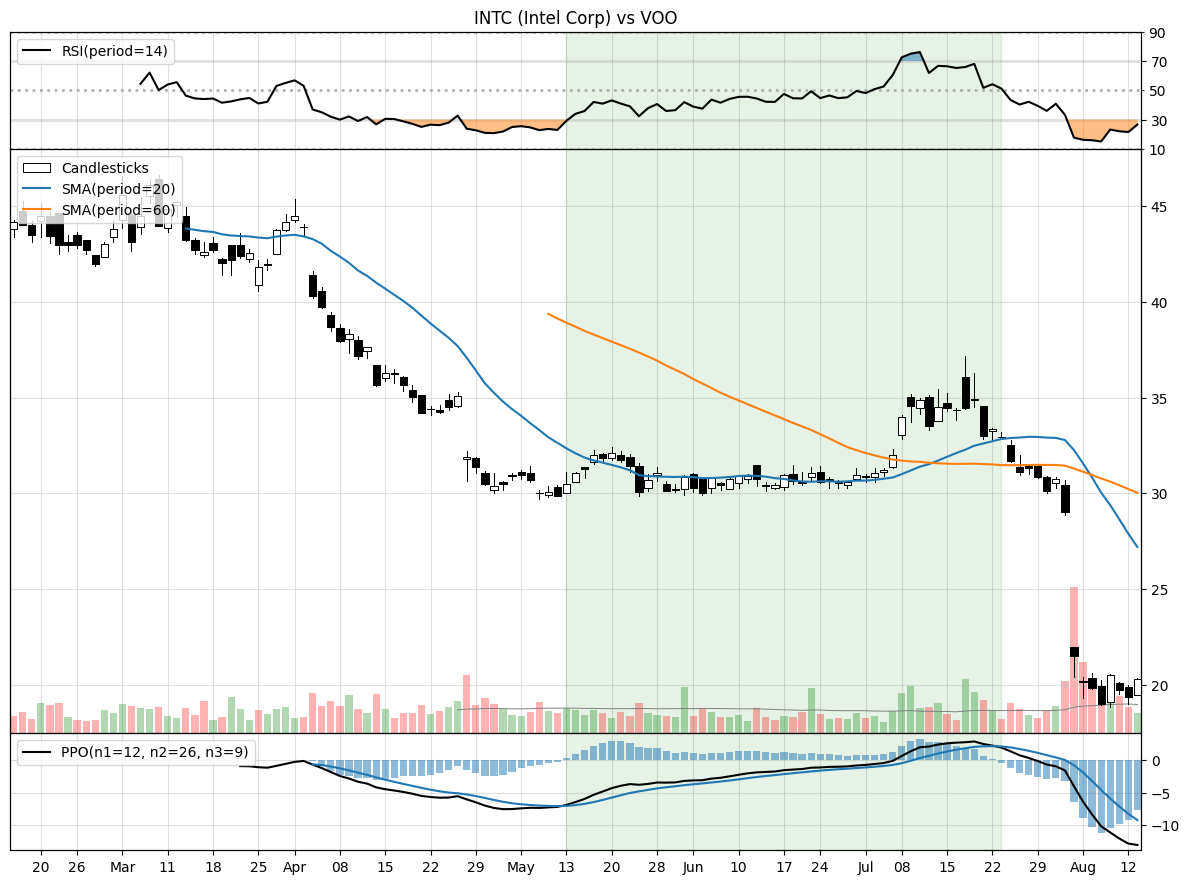 INTC (Intel Corp) vs VOO
RSI(period=14)
90
70
50
30
10
Candlesticks
SMA(period=20)
SMA(period=60)
45
40
35
30
25
20
PPO(n1=12, n2=26, n3=9)
0
−5
−10
20 26 Mar 11 18 25 Apr 08 15 22 29 May 13 20 28 Jun 10 17 24 Jul 08 15 22 29 Aug 12